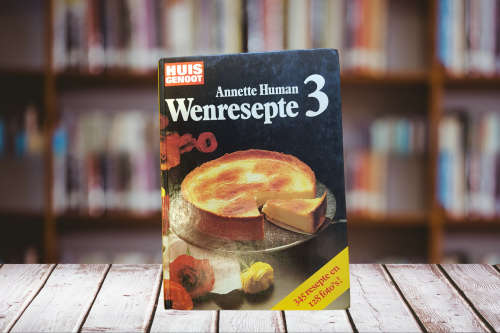 HUIS
GENOOT
Annette Human
Wenresepte 3
345 resepte en
128 foto's!